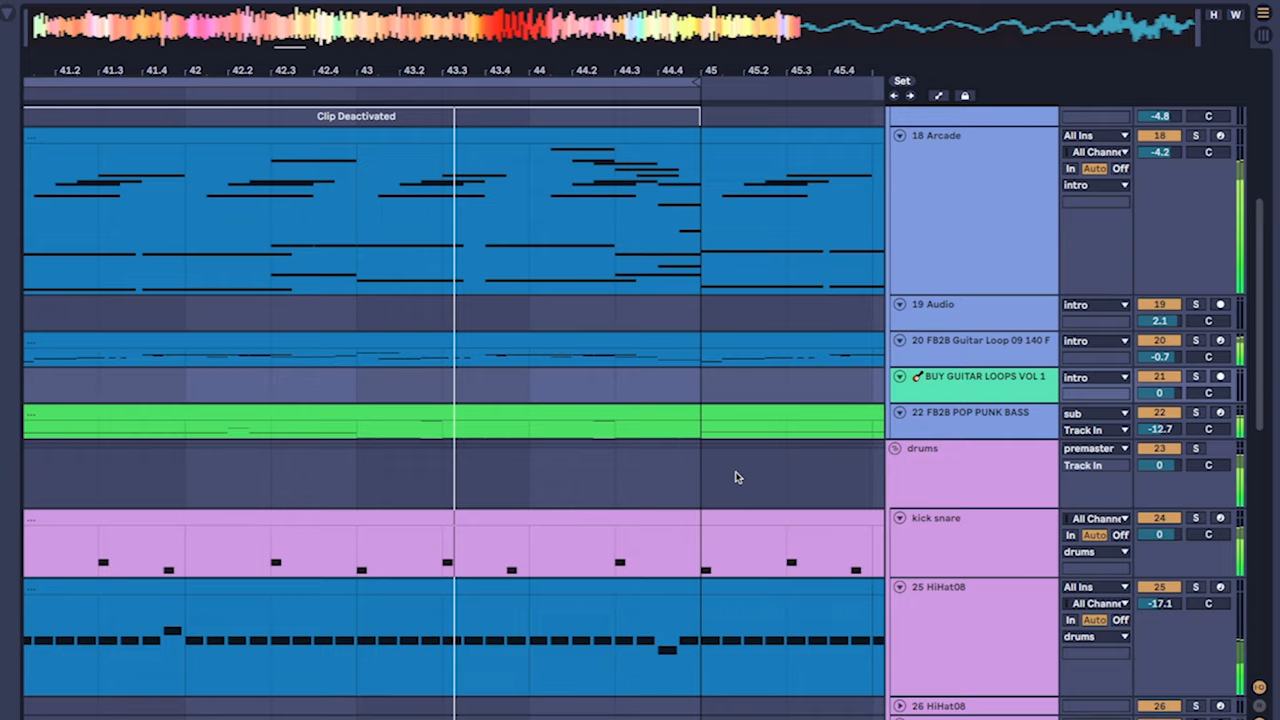 H W
41.2 41.3 41.4 42 42.2 42.3 43 43.2 43.3 43.4 44 44.2 44.3 44.4 45 45.2 45.3 45.4
Set
Clip Deactivated
-4.8 C
18 Arcade All Ins 18 S
All Channe -4.2 C
In Auto Off
intro
19 Audio intro 19 S
2.1 C
20 FB2B Guitar Loop 09 140 F intro 20 S
-0.7 C
BUY GUITAR LOOPS VOL 1 intro 21 S
0 C
22 FB2B POP PUNK BASS sub 22 S
Track In -12.7 C
drums premaster 23 S
Track In 0 C
kick snare All Channe 24 S
In Auto Off 0 C
drums
25 HiHat08 All Ins 25 S
All Channe -17.1 C
In Auto Off
drums
26 HiHat08 26 S